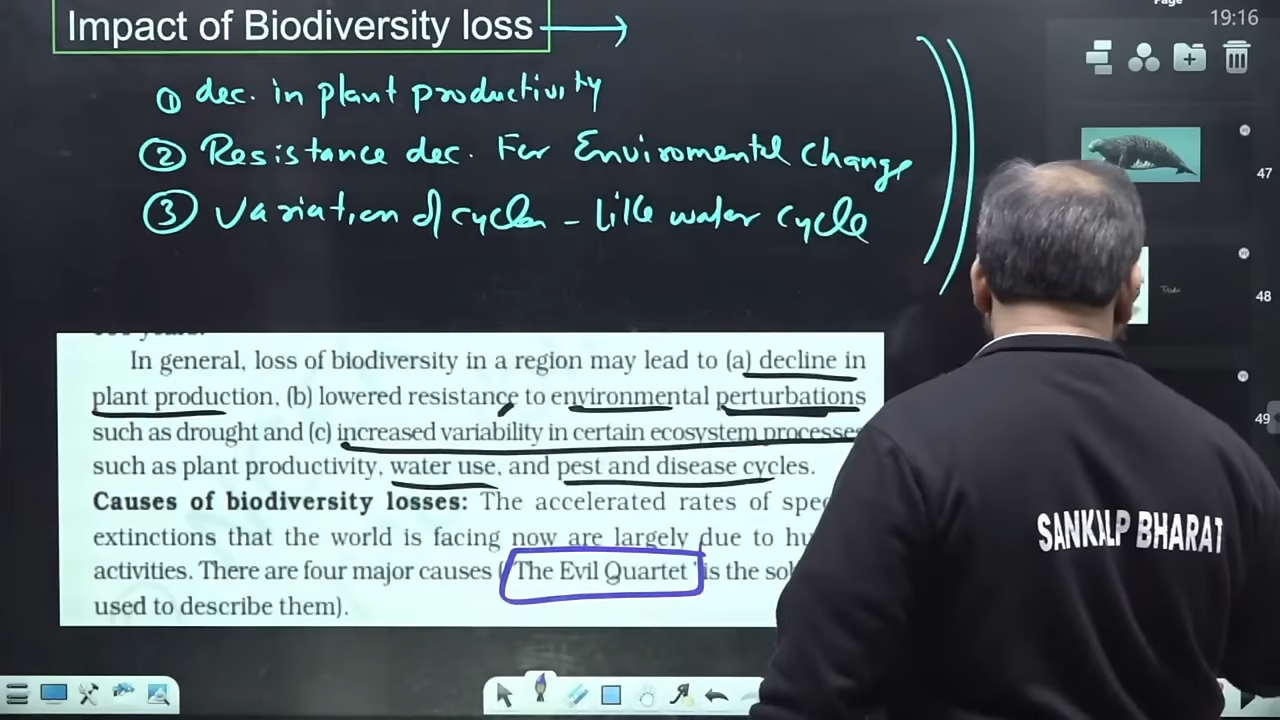 Page
19:16
Impact of Biodiversity loss
① dec. in plant productivity
② Resistance dec. For Enviromental Change
③ Variation of cycles - like water cycle
47
48
49
In general, loss of biodiversity in a region may lead to (a) decline in
plant production, (b) lowered resistance to environmental perturbations
such as drought and (c) increased variability in certain ecosystem processes
such as plant productivity, water use, and pest and disease cycles.
Causes of biodiversity losses: The accelerated rates of
extinctions that the world is facing now are largely due to
activities. There are four major causes ( 'The Evil Quartet ' is the
used to describe them).
SANKALP BHARAT